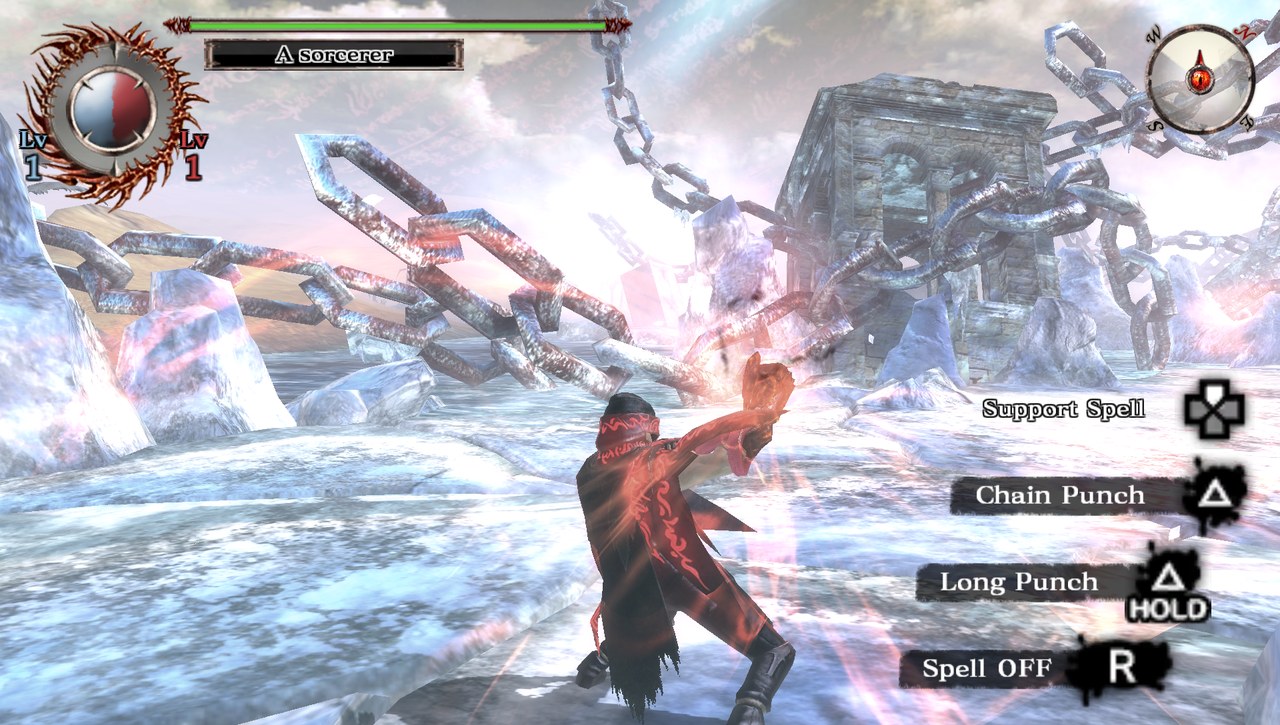 A sorcerer
Lv
1
Lv
1
W
N
S
E
Support Spell
Chain Punch
Long Punch
HOLD
Spell OFF
R